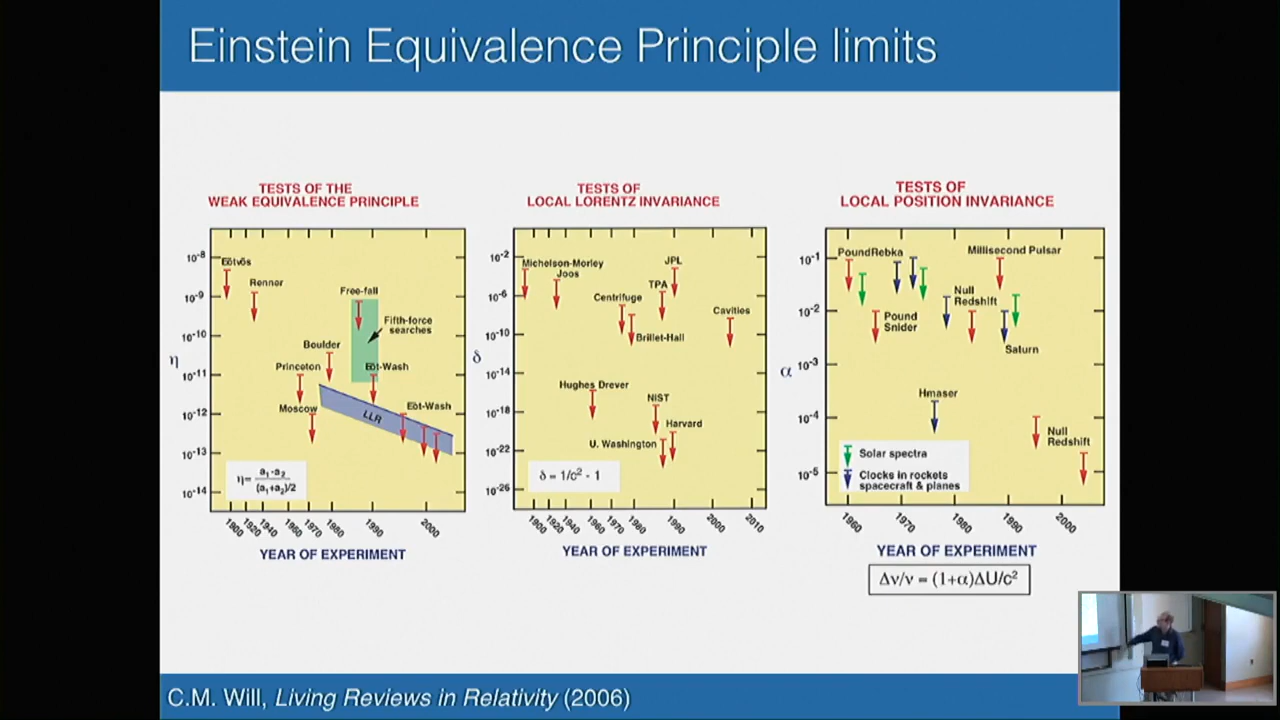 Einstein Equivalence Principle limits
TESTS OF THE
WEAK EQUIVALENCE PRINCIPLE
10⁻⁸
10⁻⁹
10⁻¹⁰
10⁻¹¹
10⁻¹²
10⁻¹³
10⁻¹⁴
η
Eötvös
Renner
Free-fall
Fifth-force
searches
Boulder
Princeton
Eöt-Wash
Moscow
LLR
Eöt-Wash
η= a₁-a₂
(a₁+a₂)/2
1900 1920 1940 1960 1970 1980 1990 2000
YEAR OF EXPERIMENT
TESTS OF
LOCAL LORENTZ INVARIANCE
10⁻²
10⁻⁶
10⁻¹⁰
10⁻¹⁴
10⁻¹⁸
10⁻²²
10⁻²⁶
δ
Michelson-Morley
Joos
JPL
TPA
Centrifuge
Cavities
Brillet-Hall
Hughes Drever
NIST
Harvard
U. Washington
δ = 1/c² - 1
1900 1920 1940 1960 1970 1980 1990 2000 2010
YEAR OF EXPERIMENT
TESTS OF
LOCAL POSITION INVARIANCE
10⁻¹
10⁻²
10⁻³
10⁻⁴
10⁻⁵
α
PoundRebka
Millisecond Pulsar
Null
Redshift
Pound
Snider
Saturn
Hmaser
Null
Redshift
Solar spectra
Clocks in rockets
spacecraft & planes
1960 1970 1980 1990 2000
YEAR OF EXPERIMENT
Δν/ν = (1+α)ΔU/c²
C.M. Will, Living Reviews in Relativity (2006)